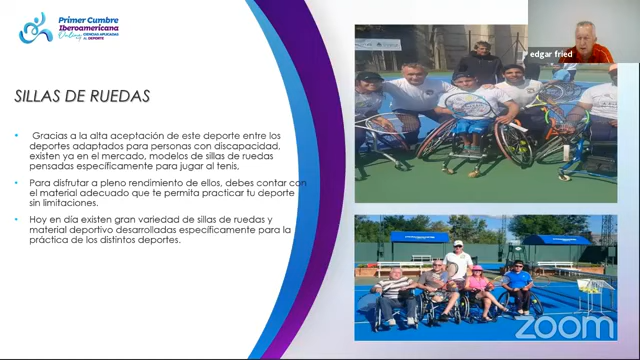 Primer Cumbre
Iberoamericana
Online CIENCIAS APLICADAS
AL DEPORTE
edgar fried
SILLAS DE RUEDAS
• Gracias a la alta aceptación de este deporte entre los
deportes adaptados para personas con discapacidad,
existen ya en el mercado, modelos de sillas de ruedas
pensadas específicamente para jugar al tenis,
• Para disfrutar a pleno rendimiento de ellos, debes contar con
el material adecuado que te permita practicar tu deporte
sin limitaciones.
• Hoy en día existen gran variedad de sillas de ruedas y
material deportivo desarrolladas específicamente para la
práctica de los distintos deportes.
zoom